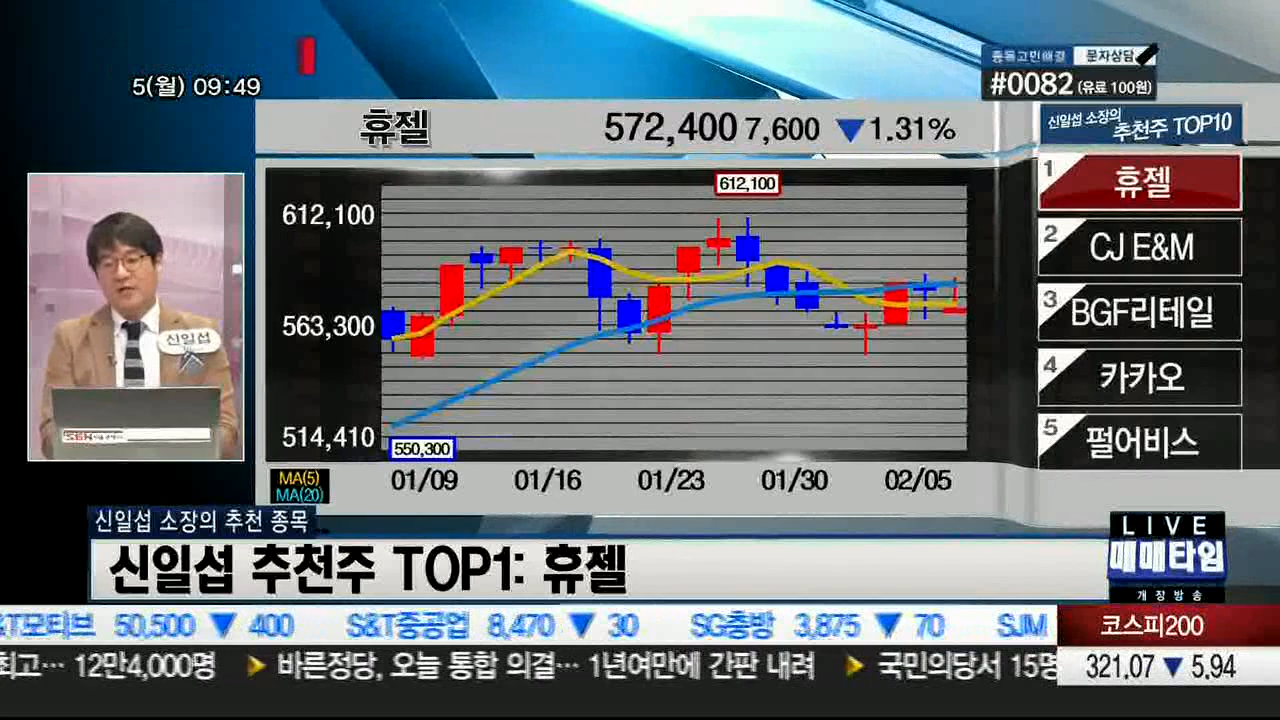 5(월) 09:49
종목고민해결 문자상담
#0082 (유료 100원)
휴젤 572,400 7,600 ▼1.31%
신일섭 소장의
추천주 TOP10
1 휴젤
2 CJ E&M
3 BGF리테일
4 카카오
5 펄어비스
신일섭
612,100
612,100
563,300
514,410
550,300
MA(5)
MA(20)
01/09 01/16 01/23 01/30 02/05
신일섭 소장의 추천 종목
신일섭 추천주 TOP1: 휴젤
LIVE
매매타임
개장방송
S&T모티브 50,500 ▼ 400 S&T중공업 8,470 ▼ 30 SG충방 3,875 ▼ 70 SJM
코스피200
최고… 12만4,000명 바른정당, 오늘 통합 의결… 1년여만에 간판 내려 국민의당서 15명
321.07 ▼ 5.94